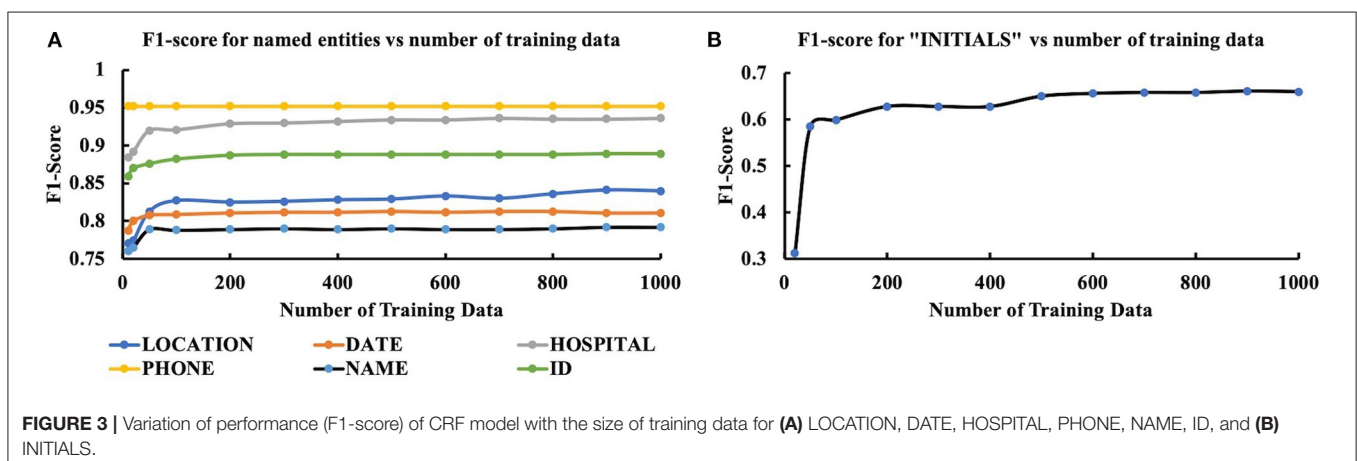 A
F1-score for named entities vs number of training data
1
0.95
0.9
0.85
0.8
0.75
F1-Score
0
200
400
600
800
1000
Number of Training Data
LOCATION
DATE
HOSPITAL
PHONE
NAME
ID
B
F1-score for "INITIALS" vs number of training data
0.7
0.6
0.5
0.4
0.3
F1-Score
0
200
400
600
800
1000
Number of Training Data
FIGURE 3 | Variation of performance (F1-score) of CRF model with the size of training data for (A) LOCATION, DATE, HOSPITAL, PHONE, NAME, ID, and (B)
INITIALS.